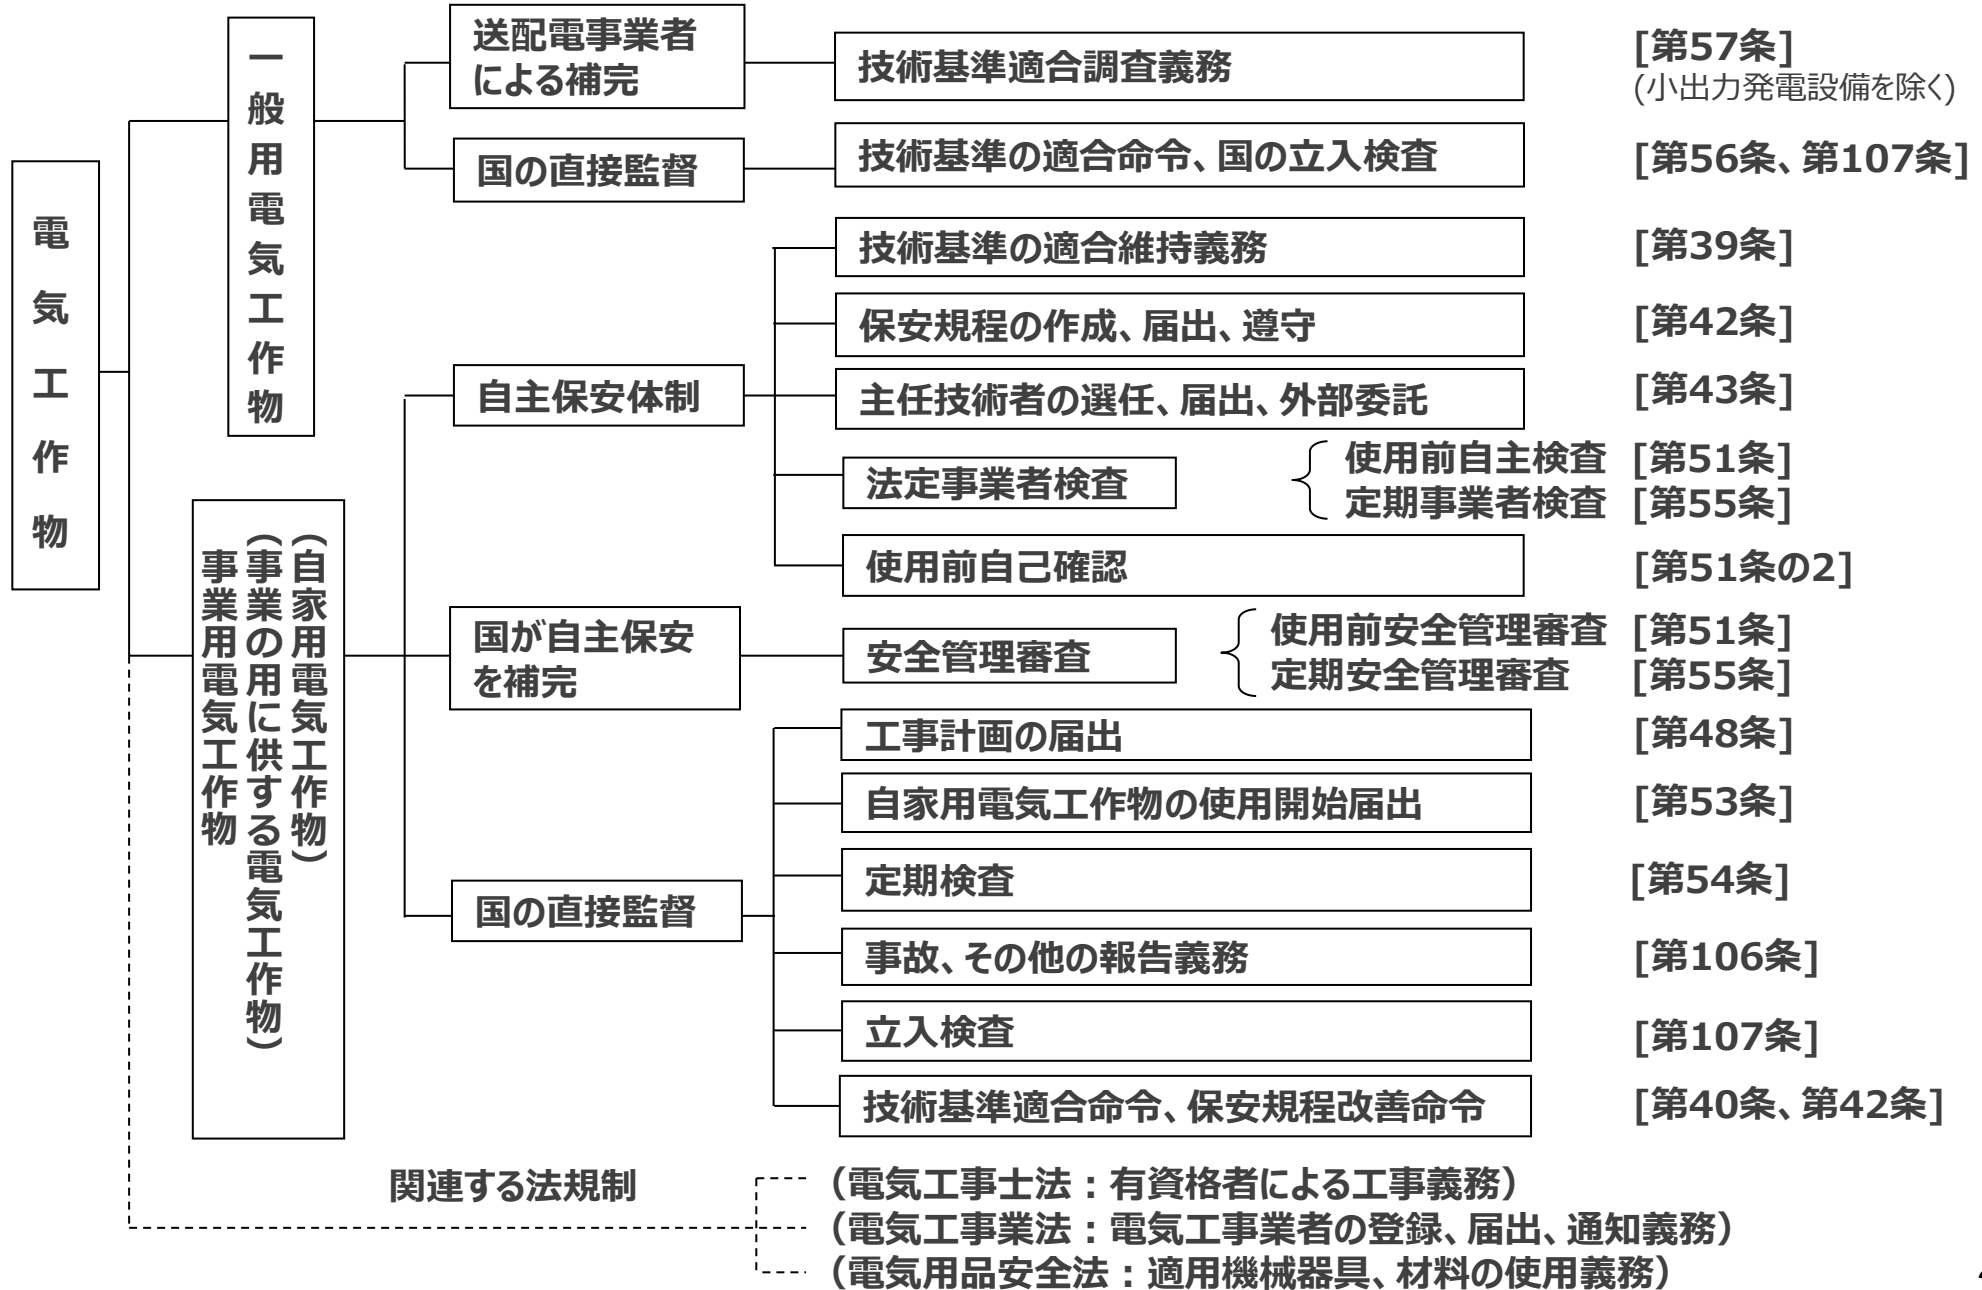 電気工作物
一般用電気工作物
送配電事業者
による補完
技術基準適合調査義務
[第57条]
(小出力発電設備を除く)
国の直接監督
技術基準の適合命令、国の立入検査
[第56条、第107条]
事業用電気工作物
(事業の用に供する電気工作物)
(自家用電気工作物)
自主保安体制
技術基準の適合維持義務
[第39条]
保安規程の作成、届出、遵守
[第42条]
主任技術者の選任、届出、外部委託
[第43条]
法定事業者検査
使用前自主検査 [第51条]
定期事業者検査 [第55条]
使用前自己確認
[第51条の2]
国が自主保安
を補完
安全管理審査
使用前安全管理審査 [第51条]
定期安全管理審査 [第55条]
国の直接監督
工事計画の届出
[第48条]
自家用電気工作物の使用開始届出
[第53条]
定期検査
[第54条]
事故、その他の報告義務
[第106条]
立入検査
[第107条]
技術基準適合命令、保安規程改善命令
[第40条、第42条]
関連する法規制
(電気工事士法：有資格者による工事義務)
(電気工事業法：電気工事業者の登録、届出、通知義務)
(電気用品安全法：適用機械器具、材料の使用義務)